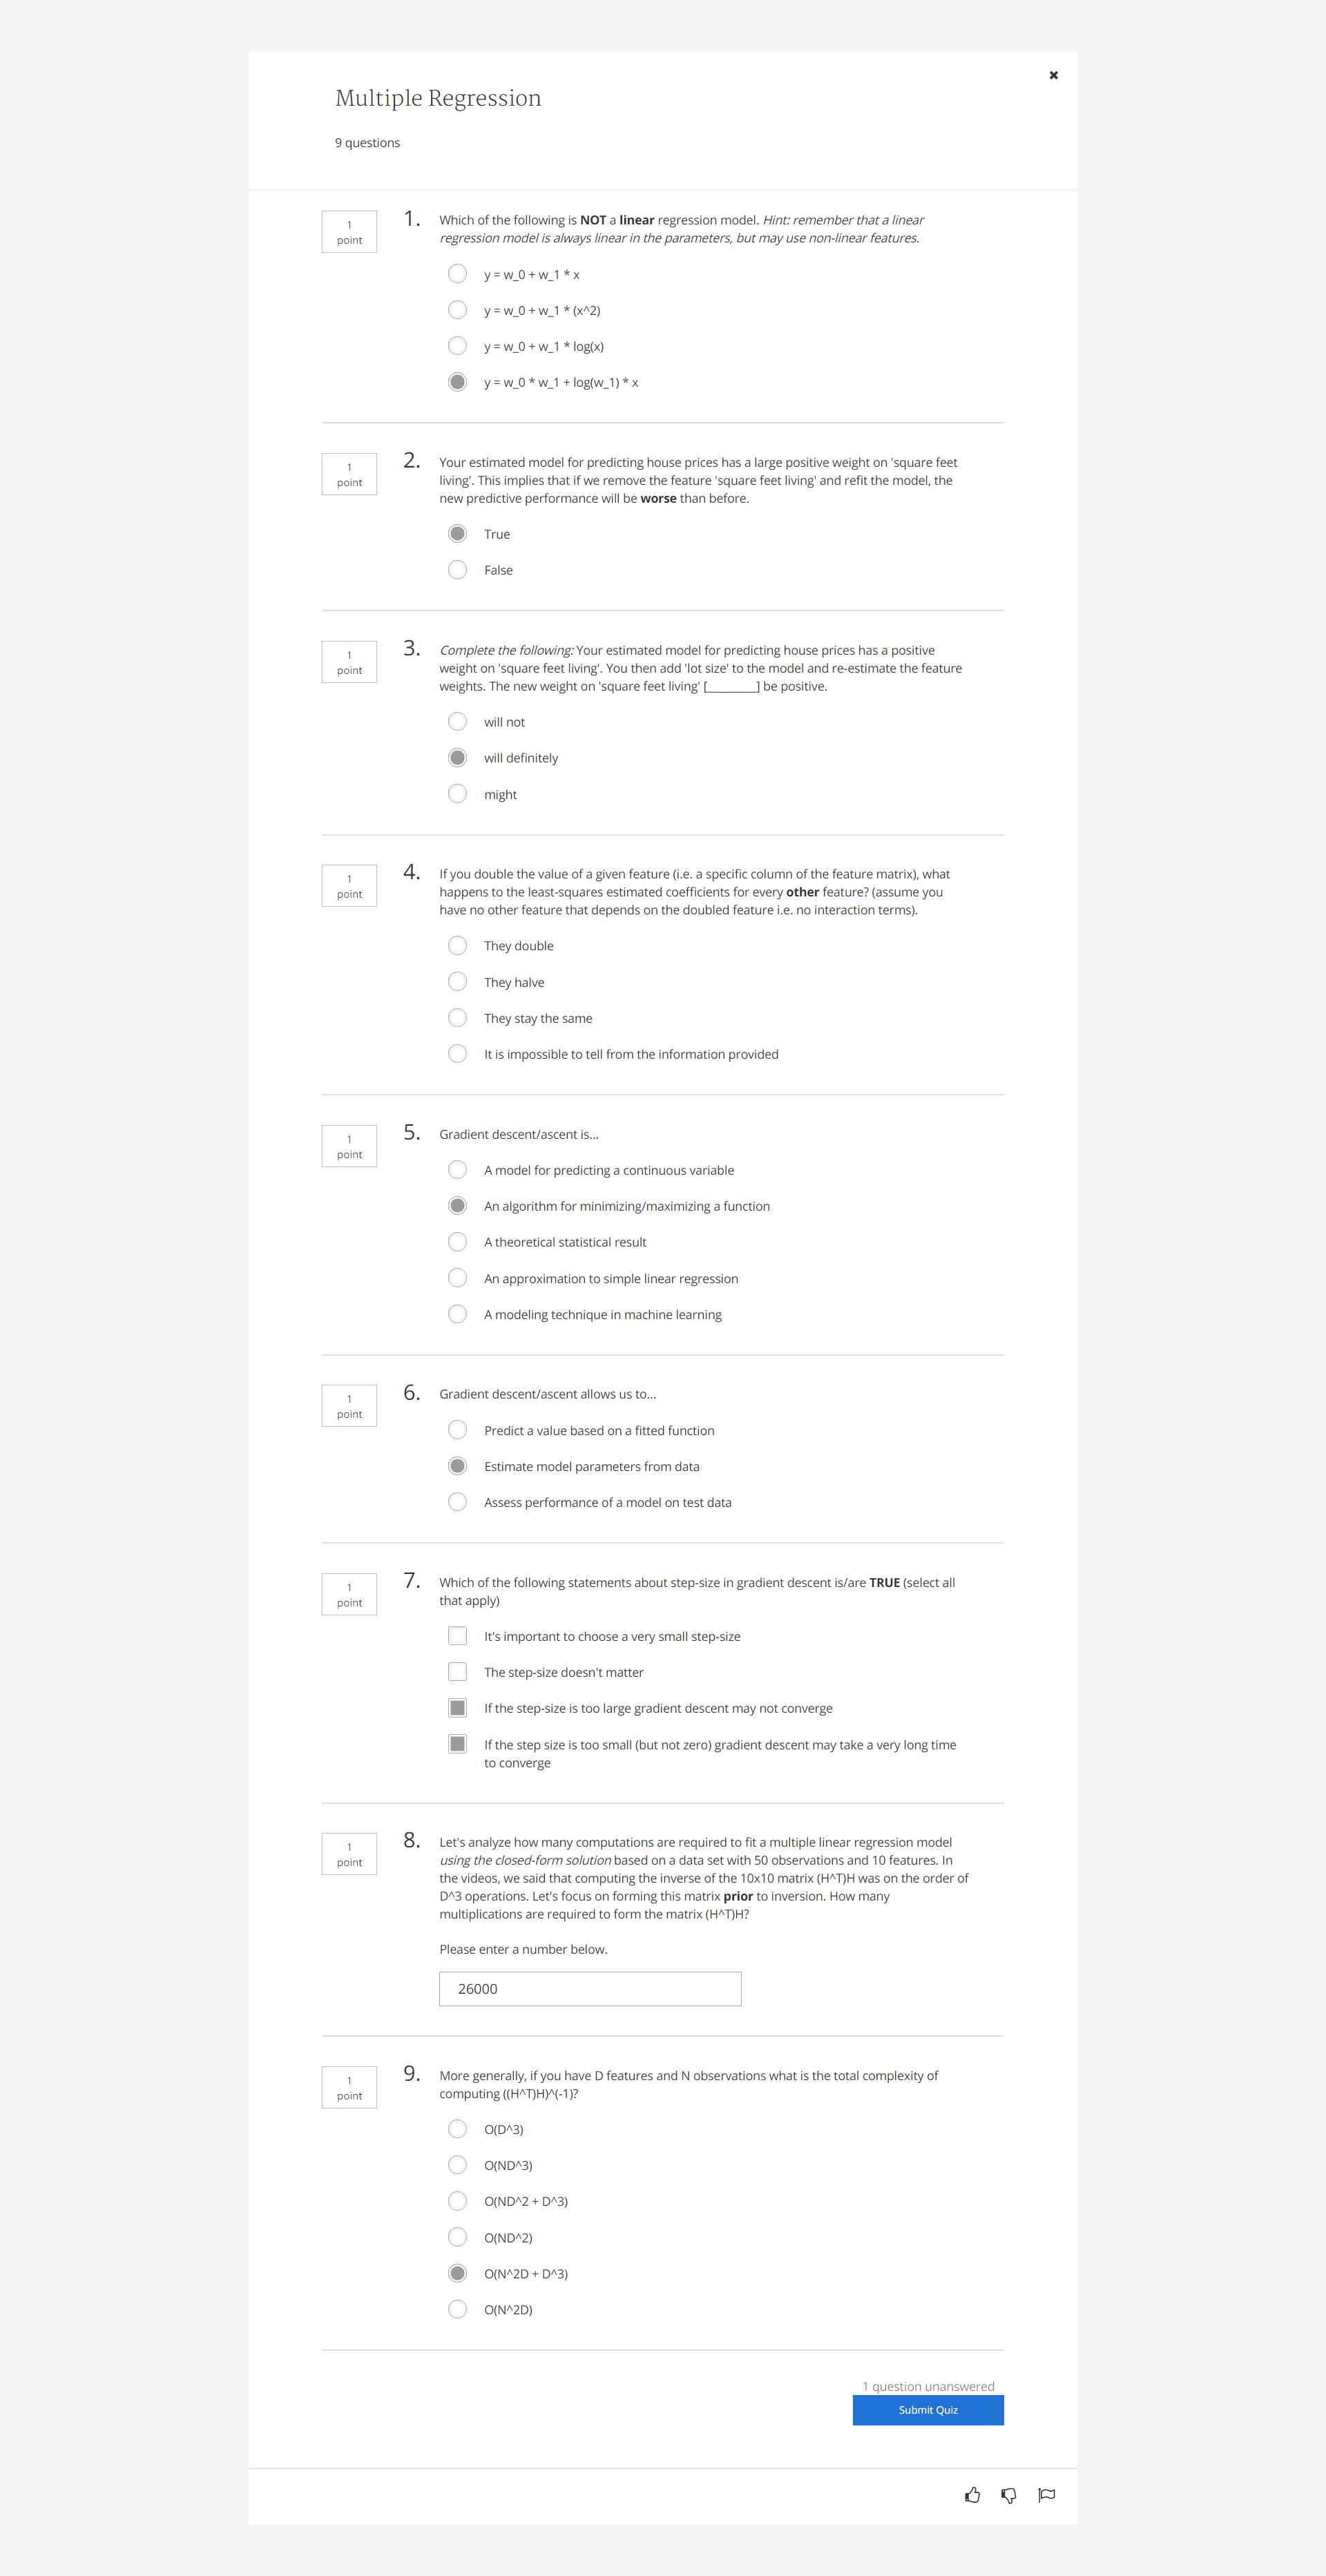 Multiple Regression
9 questions
1
point
1.
Which of the following is NOT a linear regression model. Hint: remember that a linear
regression model is always linear in the parameters, but may use non-linear features.
y = w_0 + w_1 * x
y = w_0 + w_1 * (x^2)
y = w_0 + w_1 * log(x)
y = w_0 * w_1 + log(w_1) * x
1
point
2.
Your estimated model for predicting house prices has a large positive weight on 'square feet
living'. This implies that if we remove the feature 'square feet living' and refit the model, the
new predictive performance will be worse than before.
True
False
1
point
3.
Complete the following: Your estimated model for predicting house prices has a positive
weight on 'square feet living'. You then add 'lot size' to the model and re-estimate the feature
weights. The new weight on 'square feet living' [_________] be positive.
will not
will definitely
might
1
point
4.
If you double the value of a given feature (i.e. a specific column of the feature matrix), what
happens to the least-squares estimated coefficients for every other feature? (assume you
have no other feature that depends on the doubled feature i.e. no interaction terms).
They double
They halve
They stay the same
It is impossible to tell from the information provided
1
point
5.
Gradient descent/ascent is...
A model for predicting a continuous variable
An algorithm for minimizing/maximizing a function
A theoretical statistical result
An approximation to simple linear regression
A modeling technique in machine learning
1
point
6.
Gradient descent/ascent allows us to...
Predict a value based on a fitted function
Estimate model parameters from data
Assess performance of a model on test data
1
point
7.
Which of the following statements about step-size in gradient descent is/are TRUE (select all
that apply)
It's important to choose a very small step-size
The step-size doesn't matter
If the step-size is too large gradient descent may not converge
If the step size is too small (but not zero) gradient descent may take a very long time
to converge
1
point
8.
Let's analyze how many computations are required to fit a multiple linear regression model
using the closed-form solution based on a data set with 50 observations and 10 features. In
the videos, we said that computing the inverse of the 10x10 matrix (H^T)H was on the order of
D^3 operations. Let's focus on forming this matrix prior to inversion. How many
multiplications are required to form the matrix (H^T)H?
Please enter a number below.
26000
1
point
9.
More generally, if you have D features and N observations what is the total complexity of
computing ((H^T)H)^(-1)?
O(D^3)
O(ND^3)
O(ND^2 + D^3)
O(ND^2)
O(N^2D + D^3)
O(N^2D)
1 question unanswered
Submit Quiz